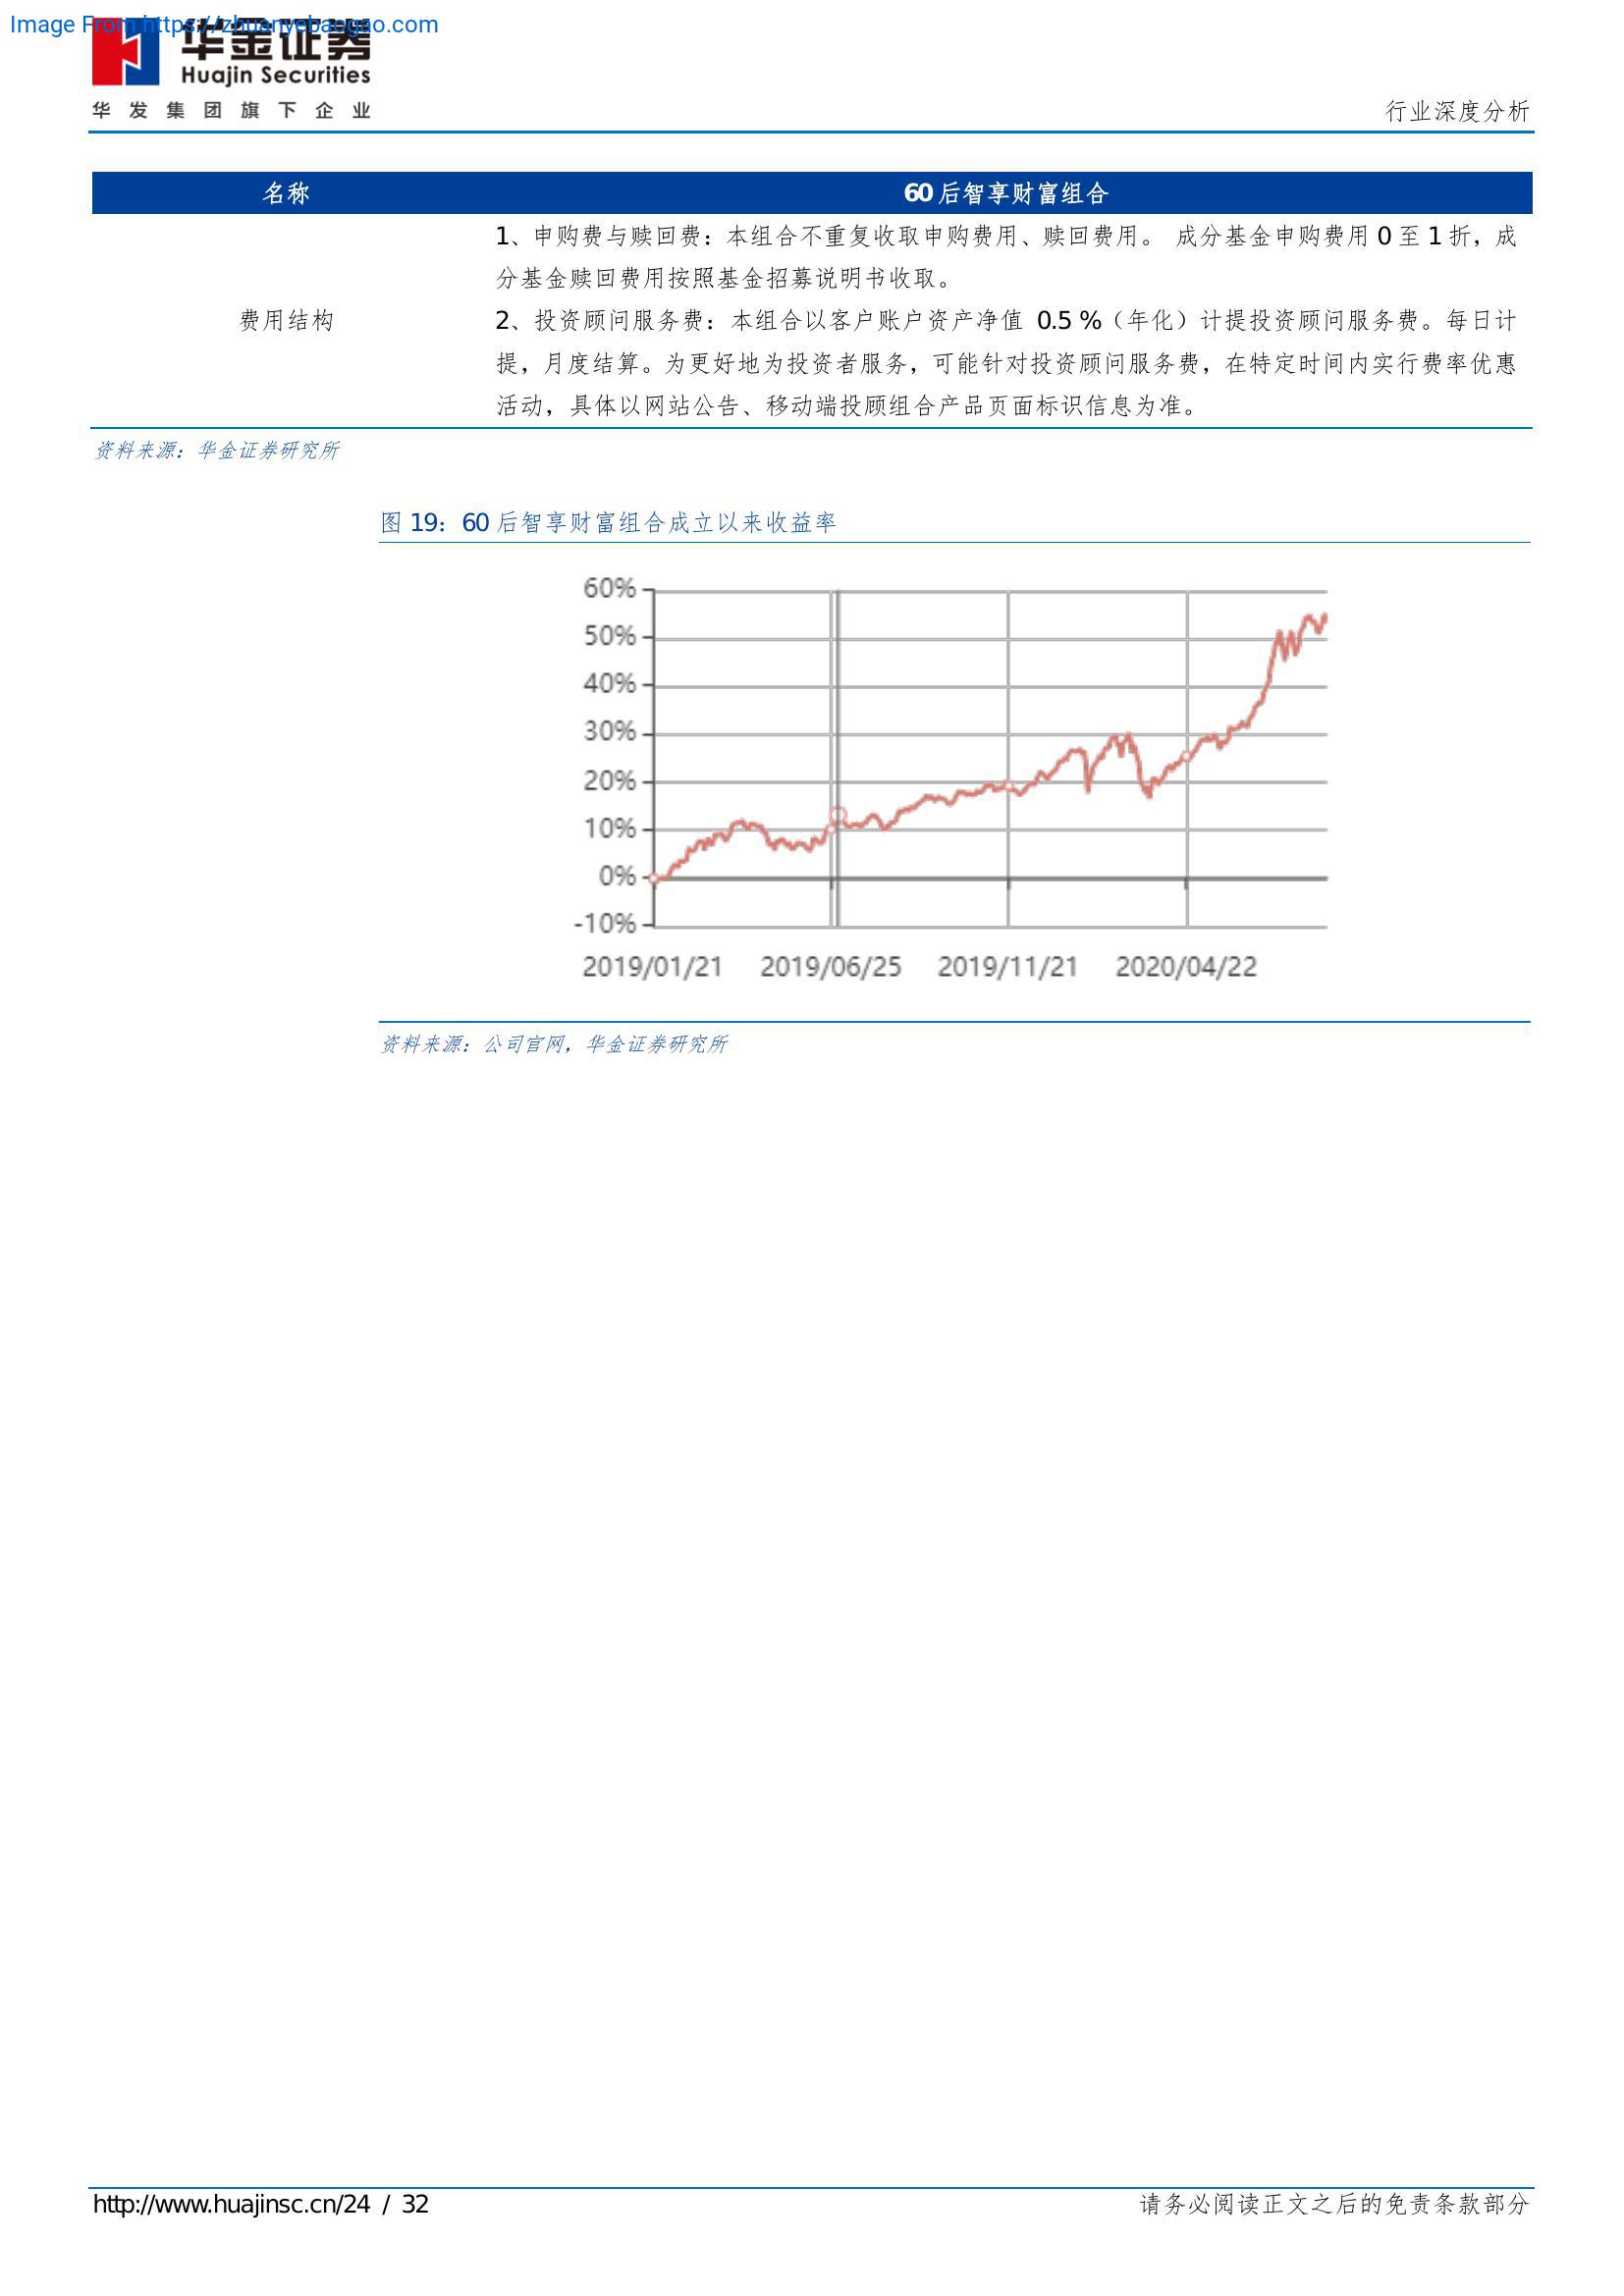 Image From https://zhuanyebaogao.com
华金证券
Huajin Securities
华发集团旗下企业
行业深度分析
名称 60 后智享财富组合
1、申购费与赎回费：本组合不重复收取申购费用、赎回费用。 成分基金申购费用 0 至 1 折，成
分基金赎回费用按照基金招募说明书收取。
费用结构 2、投资顾问服务费：本组合以客户账户资产净值 0.5 %（年化）计提投资顾问服务费。每日计
提，月度结算。为更好地为投资者服务，可能针对投资顾问服务费，在特定时间内实行费率优惠
活动，具体以网站公告、移动端投顾组合产品页面标识信息为准。
资料来源：华金证券研究所
图 19：60 后智享财富组合成立以来收益率
60%
50%
40%
30%
20%
10%
0%
-10%
2019/01/21 2019/06/25 2019/11/21 2020/04/22
资料来源：公司官网，华金证券研究所
http://www.huajinsc.cn/24 / 32 请务必阅读正文之后的免责条款部分